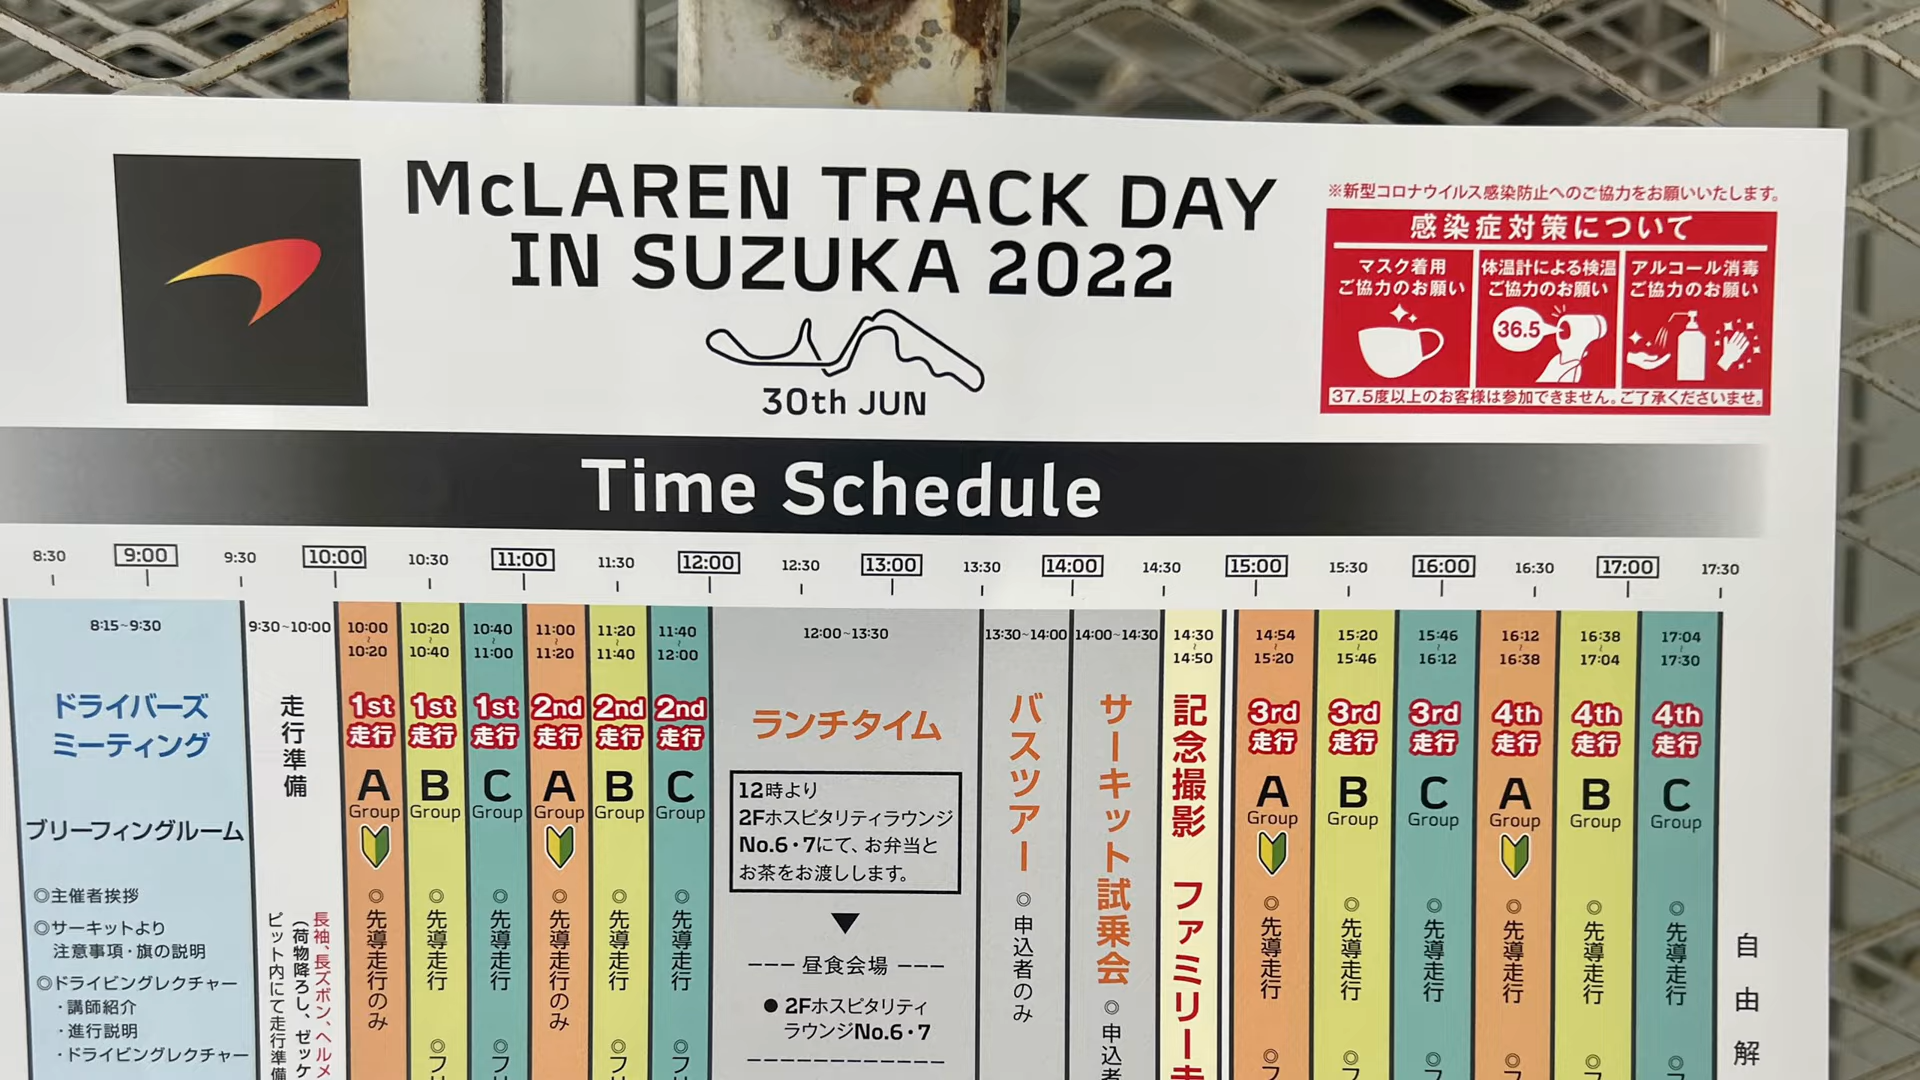 McLAREN TRACK DAY
IN SUZUKA 2022
30th JUN
※新型コロナウイルス感染防止へのご協力をお願いいたします。
感染症対策について
マスク着用
ご協力のお願い
体温計による検温
ご協力のお願い
36.5
アルコール消毒
ご協力のお願い
37.5度以上のお客様は参加できません。ご了承くださいませ。
Time Schedule
8:30 9:00 9:30 10:00 10:30 11:00 11:30 12:00 12:30 13:00 13:30 14:00 14:30 15:00 15:30 16:00 16:30 17:00 17:30
8:15~9:30
ドライバーズ
ミーティング
ブリーフィングルーム
◎主催者挨拶
◎サーキットより
注意事項・旗の説明
◎ドライビングレクチャー
・講師紹介
・進行説明
・ドライビングレクチャー
9:30~10:00
走行準備
長袖、長ズボン、ヘルメ
（荷物降ろし、ゼッケ
ピット内にて走行準備
10:00~10:20
1st
走行
A
Group
◎先導走行のみ
10:20~10:40
1st
走行
B
Group
◎先導走行
◎フリ
10:40~11:00
1st
走行
C
Group
◎先導走行
◎フ
11:00~11:20
2nd
走行
A
Group
◎先導走行のみ
11:20~11:40
2nd
走行
B
Group
◎先導走行
◎フリ
11:40~12:00
2nd
走行
C
Group
◎先導走行
◎フ
12:00~13:30
ランチタイム
12時より
2Fホスピタリティラウンジ
No.6・7にて、お弁当と
お茶をお渡しします。
--- 昼食会場 ---
● 2Fホスピタリティ
ラウンジNo.6・7
13:30~14:00
バスツアー
◎申込者のみ
14:00~14:30
サーキット試乗会
◎申込者
14:30~14:50
記念撮影 ファミリー走
14:54~15:20
3rd
走行
A
Group
◎先導走行
◎フ
15:20~15:46
3rd
走行
B
Group
◎先導走行
◎フ
15:46~16:12
3rd
走行
C
Group
◎先導走行
◎フ
16:12~16:38
4th
走行
A
Group
◎先導走行
◎フ
16:38~17:04
4th
走行
B
Group
◎先導走行
◎フ
17:04~17:30
4th
走行
C
Group
◎先導走行
◎フ
自由解